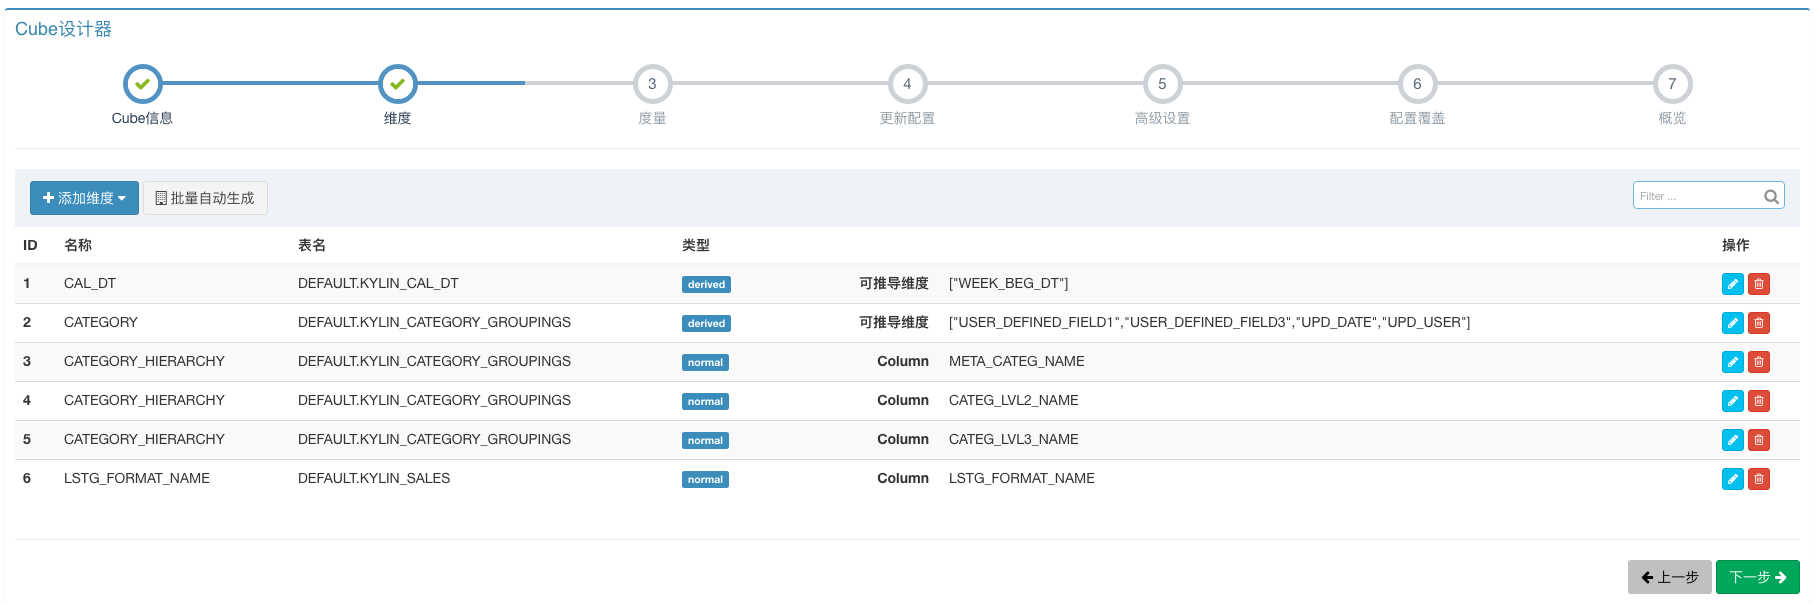 Cube设计器
3 4 5 6 7
Cube信息 维度 度量 更新配置 高级设置 配置覆盖 概览
添加维度 批量自动生成 Filter ...
ID 名称 表名 类型 操作
1 CAL_DT DEFAULT.KYLIN_CAL_DT derived 可推导维度 ["WEEK_BEG_DT"]
2 CATEGORY DEFAULT.KYLIN_CATEGORY_GROUPINGS derived 可推导维度 ["USER_DEFINED_FIELD1","USER_DEFINED_FIELD3","UPD_DATE","UPD_USER"]
3 CATEGORY_HIERARCHY DEFAULT.KYLIN_CATEGORY_GROUPINGS normal Column META_CATEG_NAME
4 CATEGORY_HIERARCHY DEFAULT.KYLIN_CATEGORY_GROUPINGS normal Column CATEG_LVL2_NAME
5 CATEGORY_HIERARCHY DEFAULT.KYLIN_CATEGORY_GROUPINGS normal Column CATEG_LVL3_NAME
6 LSTG_FORMAT_NAME DEFAULT.KYLIN_SALES normal Column LSTG_FORMAT_NAME
上一步 下一步